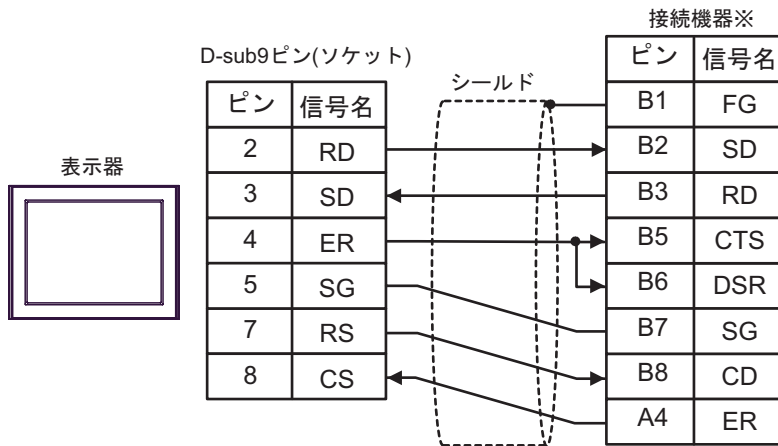 接続機器※
D-sub9ピン(ソケット)
シールド
表示器
ピン 信号名
2 RD
3 SD
4 ER
5 SG
7 RS
8 CS
ピン 信号名
B1 FG
B2 SD
B3 RD
B5 CTS
B6 DSR
B7 SG
B8 CD
A4 ER